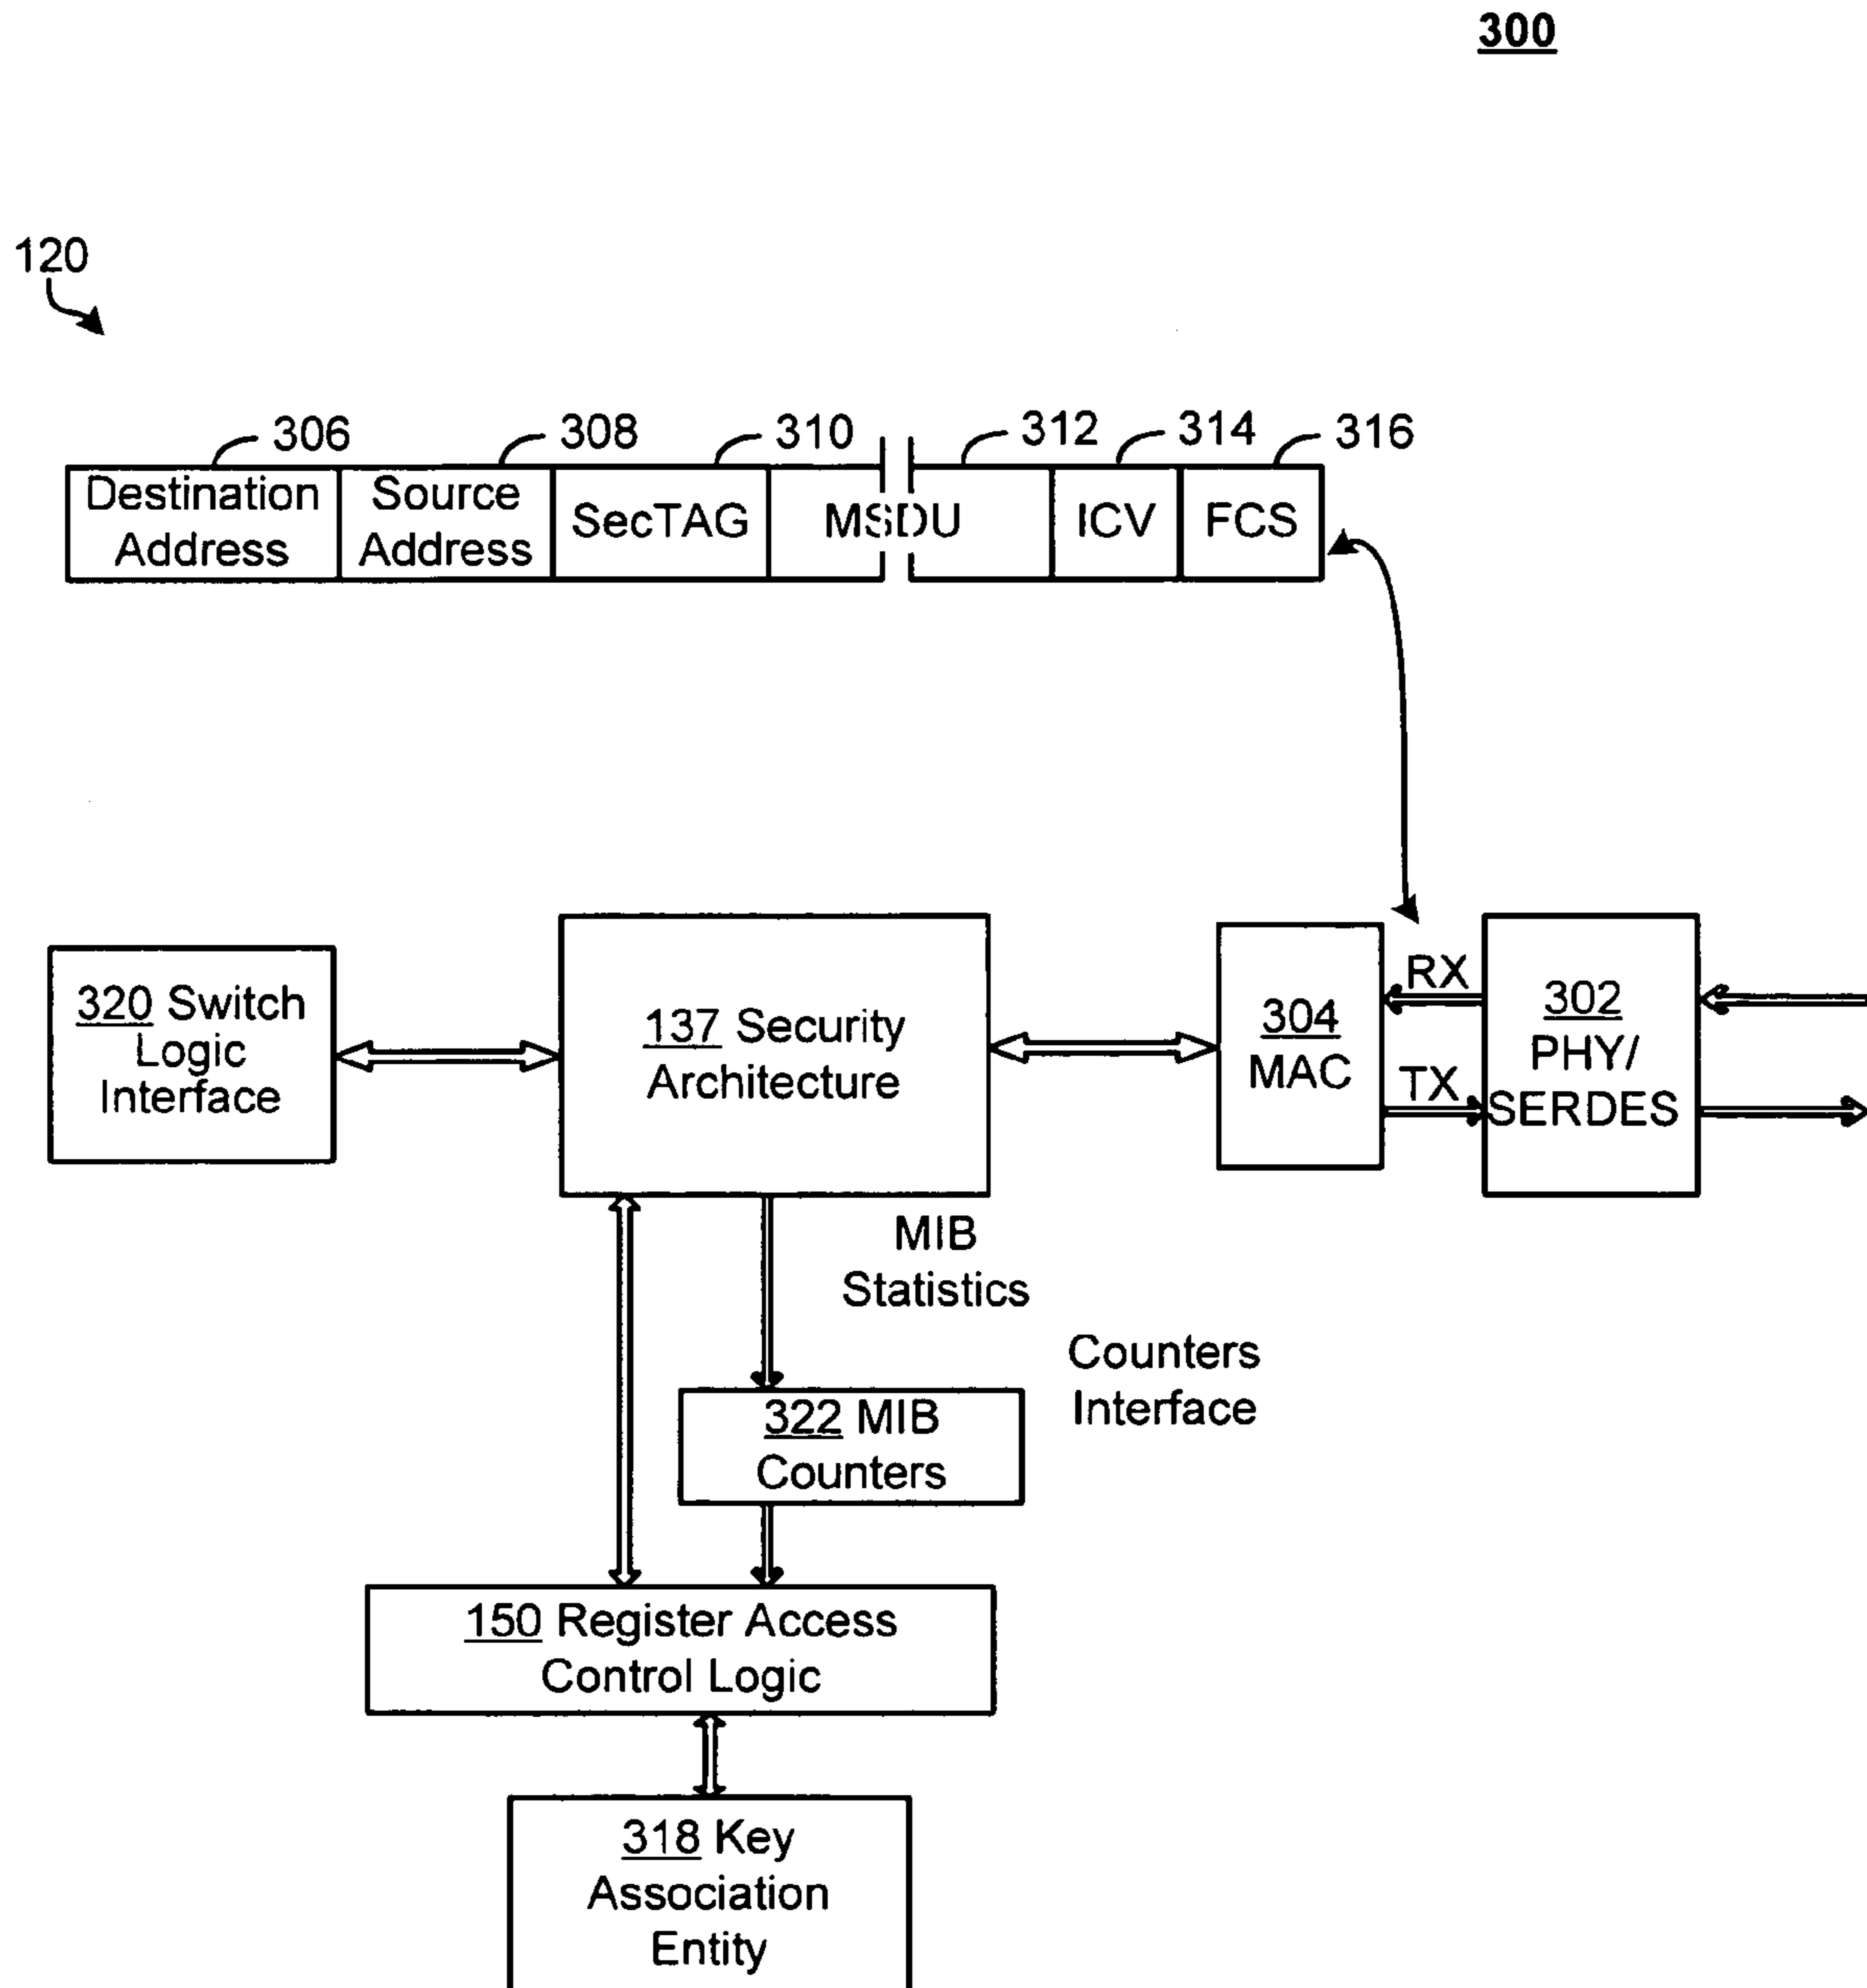 300
120
306 308 310 312 314 316
Destination Address
Source Address
SecTAG
MSDU
ICV
FCS
320 Switch
Logic
Interface
137 Security
Architecture
304
MAC
RX
TX
302
PHY/
SERDES
MIB
Statistics
Counters
Interface
322 MIB
Counters
150 Register Access
Control Logic
318 Key
Association
Entity